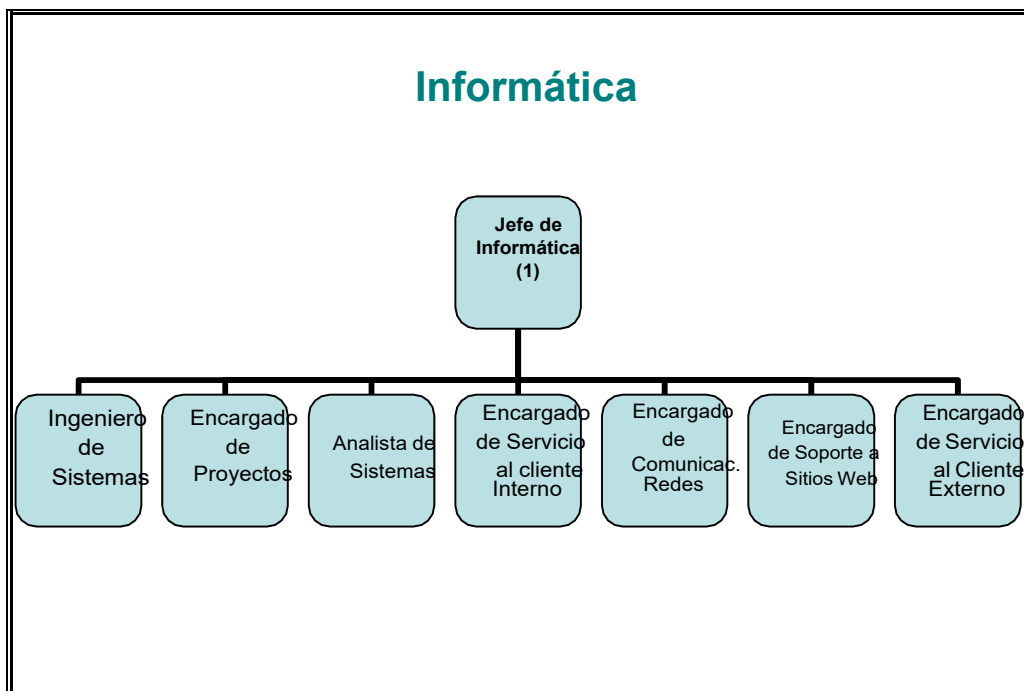 Informática
Jefe de
Informática
(1)
Ingeniero
de
Sistemas
Encargado
de
Proyectos
Analista de
Sistemas
Encargado
de Servicio
al cliente
Interno
Encargado
de
Comunicac.
Redes
Encargado
de Soporte a
Sitios Web
Encargado
de Servicio
al Cliente
Externo